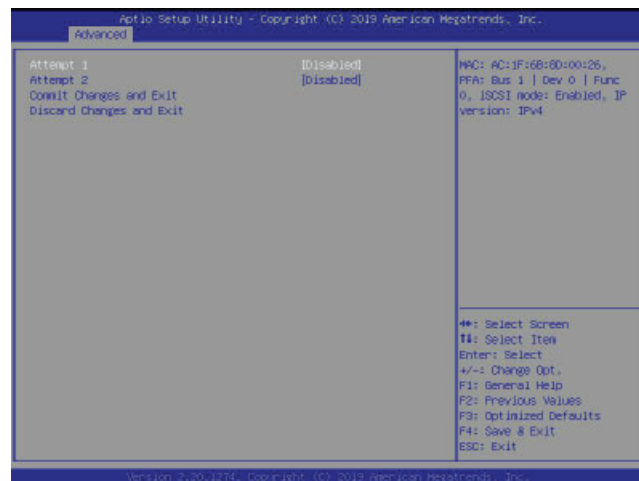 Aptio Setup Utility - Copyright (C) 2019 American Megatrends, Inc.
Advanced
Attempt 1 [Disabled]
Attempt 2 [Disabled]
Commit Changes and Exit
Discard Changes and Exit
MAC: AC:1F:6B:8D:00:26,
PFA: Bus 1 | Dev 0 | Func
0, iSCSI mode: Enabled, IP
version: IPv4
: Select Screen
↑↓: Select Item
Enter: Select
+/-: Change Opt.
F1: General Help
F2: Previous Values
F3: Optimized Defaults
F4: Save & Exit
ESC: Exit
Version 2.20.1274. Copyright (C) 2019 American Megatrends, Inc.